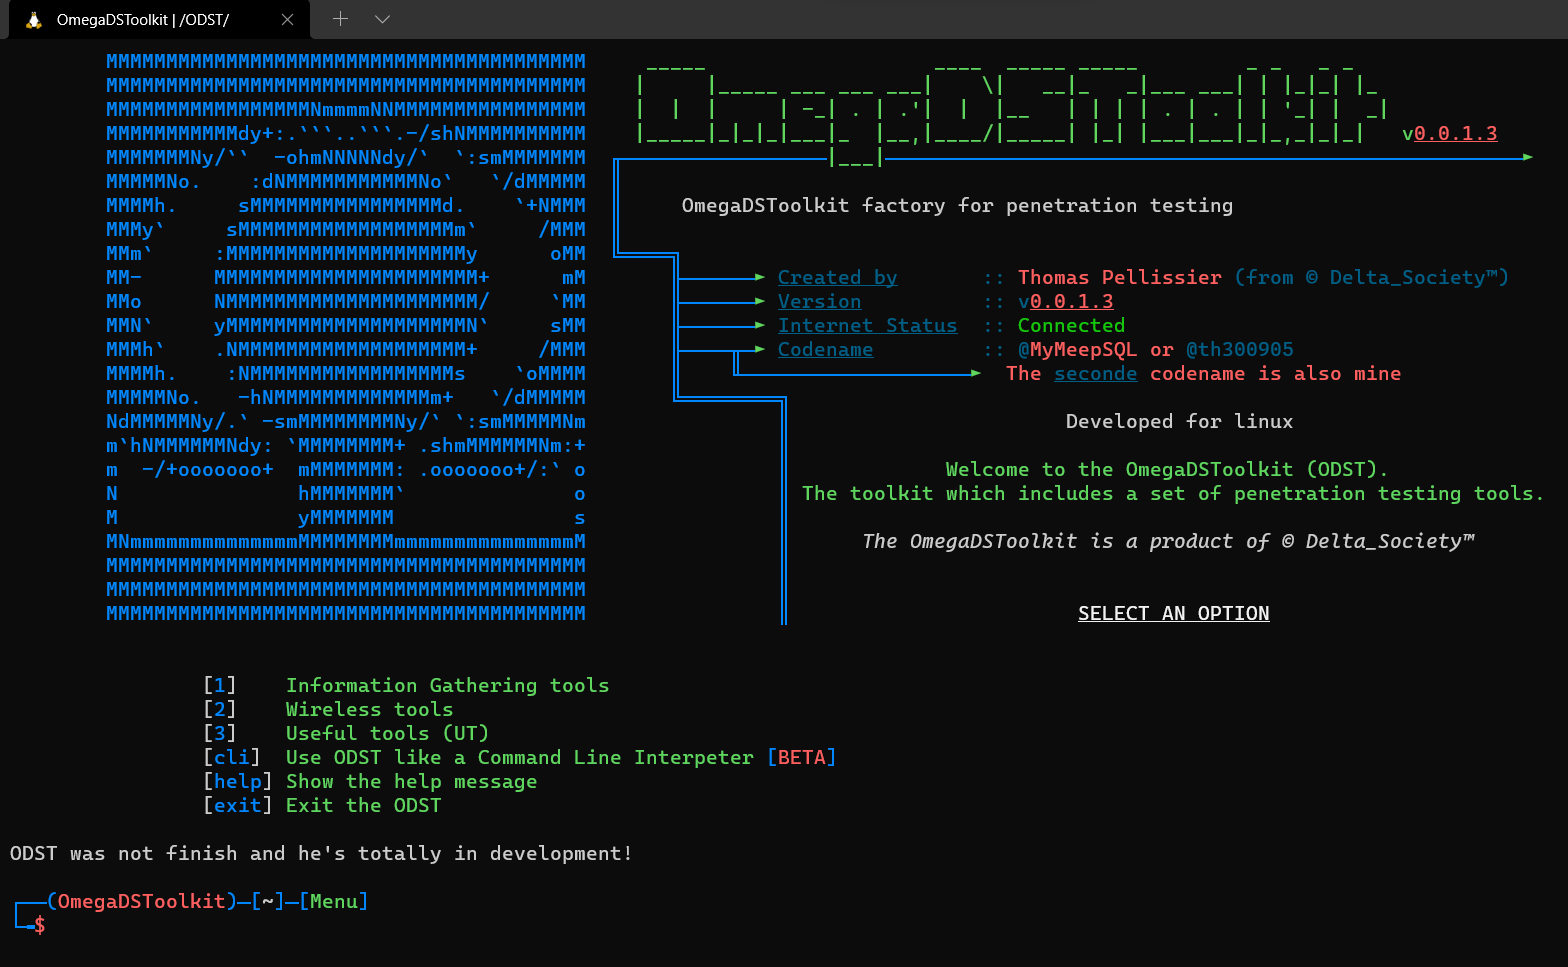 OmegaDSToolkit | /ODST/
OmegaDSToolkit v0.0.1.3
OmegaDSToolkit factory for penetration testing
Created by :: Thomas Pellissier (from © Delta_Society™)
Version :: v0.0.1.3
Internet Status :: Connected
Codename :: @MyMeepSQL or @th300905
The seconde codename is also mine
Developed for linux
Welcome to the OmegaDSToolkit (ODST).
The toolkit which includes a set of penetration testing tools.
The OmegaDSToolkit is a product of © Delta_Society™
SELECT AN OPTION
[1] Information Gathering tools
[2] Wireless tools
[3] Useful tools (UT)
[cli] Use ODST like a Command Line Interpeter [BETA]
[help] Show the help message
[exit] Exit the ODST
ODST was not finish and he's totally in development!
(OmegaDSToolkit)-[~]-[Menu]
$